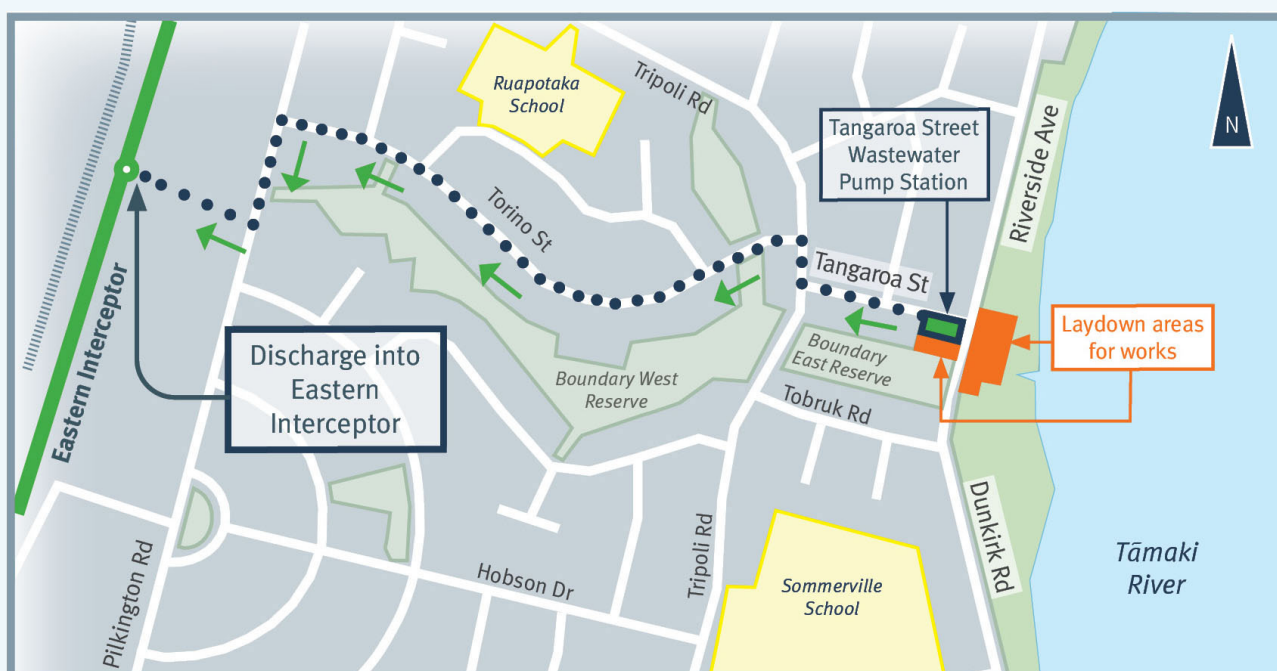 Ruapotaka
School
Tripoli Rd
Tangaroa Street
Wastewater
Pump Station
N
Riverside Ave
Torino St
Tangaroa St
Eastern Interceptor
Discharge into
Eastern
Interceptor
Boundary West
Reserve
Boundary
East Reserve
Laydown areas
for works
Tobruk Rd
Dunkirk Rd
Tāmaki
River
Pilkington Rd
Hobson Dr
Tripoli Rd
Sommerville
School